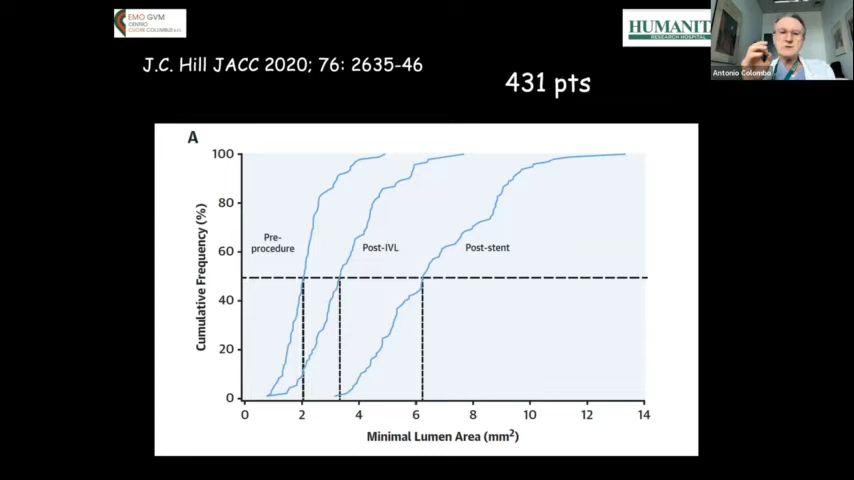 EMO GVM
CENTRO
CUORE COLUMBUS s.r.l.
HUMANIT
RESEARCH HOSPITAL
Antonio Colombo
J.C. Hill JACC 2020; 76: 2635-46
431 pts
A
Cumulative Frequency (%)
100
80
60
40
20
0
Pre-
procedure
Post-IVL
Post-stent
0 2 4 6 8 10 12 14
Minimal Lumen Area (mm²)